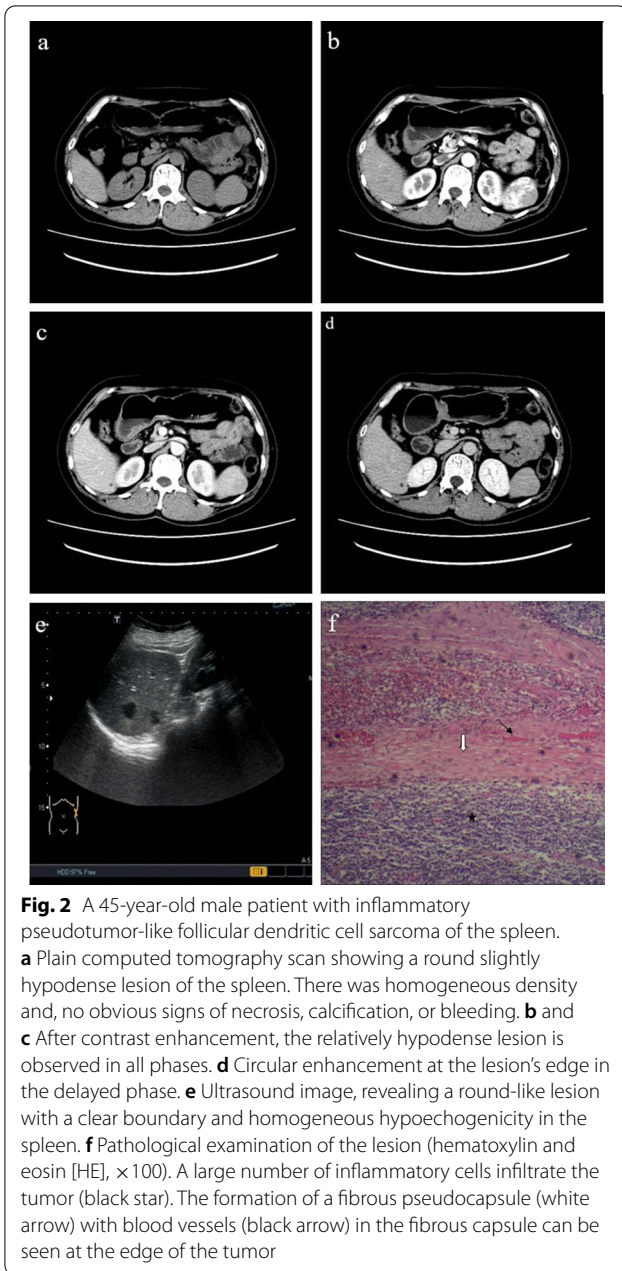 a
b
c
d
e
T
5
10
15
HDD 97% Free
f
Fig. 2 A 45-year-old male patient with inflammatory
pseudotumor-like follicular dendritic cell sarcoma of the spleen.
a Plain computed tomography scan showing a round slightly
hypodense lesion of the spleen. There was homogeneous density
and, no obvious signs of necrosis, calcification, or bleeding. b and
c After contrast enhancement, the relatively hypodense lesion is
observed in all phases. d Circular enhancement at the lesion's edge in
the delayed phase. e Ultrasound image, revealing a round-like lesion
with a clear boundary and homogeneous hypoechogenicity in the
spleen. f Pathological examination of the lesion (hematoxylin and
eosin [HE], ×100). A large number of inflammatory cells infiltrate the
tumor (black star). The formation of a fibrous pseudocapsule (white
arrow) with blood vessels (black arrow) in the fibrous capsule can be
seen at the edge of the tumor